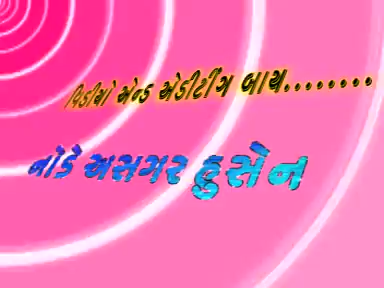 વિડીયો એન્ડ એડીટીંગ બાય........
નોડે અસગર હુસેન